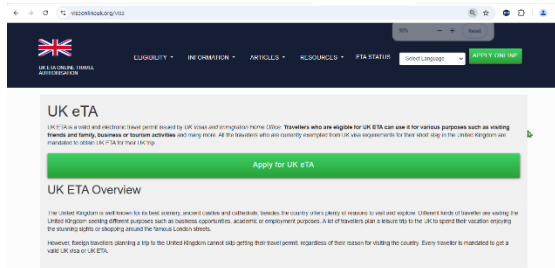 visaonlineuk.org/visa
90%
Reset
UK ETA ONLINE TRAVEL
AUTHORISATION
ELIGIBILITY
INFORMATION
ARTICLES
RESOURCES
ETA STATUS
Select Language
APPLY ONLINE
UK eTA
UK ETA is a valid and electronic travel permit issued by UK visas and Immigration Home Office. Travellers who are eligible for UK ETA can use it for various purposes such as visiting
friends and family, business or tourism activities and many more. All the travellers who are currently exempted from UK visa requirements for their short stay in the United Kingdom are
mandated to obtain UK ETA for their UK trip.
Apply for UK eTA
UK ETA Overview
The United Kingdom is well known for its best scenery, ancient castles and cathedrals, besides the country offers plenty of reasons to visit and explore. Different kinds of traveller are visiting the
United Kingdom seeking different purposes such as business opportunities, academic or employment purposes. A lot of travellers plan a leisure trip to the UK to spend their vacation enjoying
the stunning sights or shopping around the famous London streets.
However, foreign travellers planning a trip to the United Kingdom cannot skip getting their travel permit, regardless of their reason for visiting the country. Every traveller is mandated to get a
valid UK visa or UK ETA.